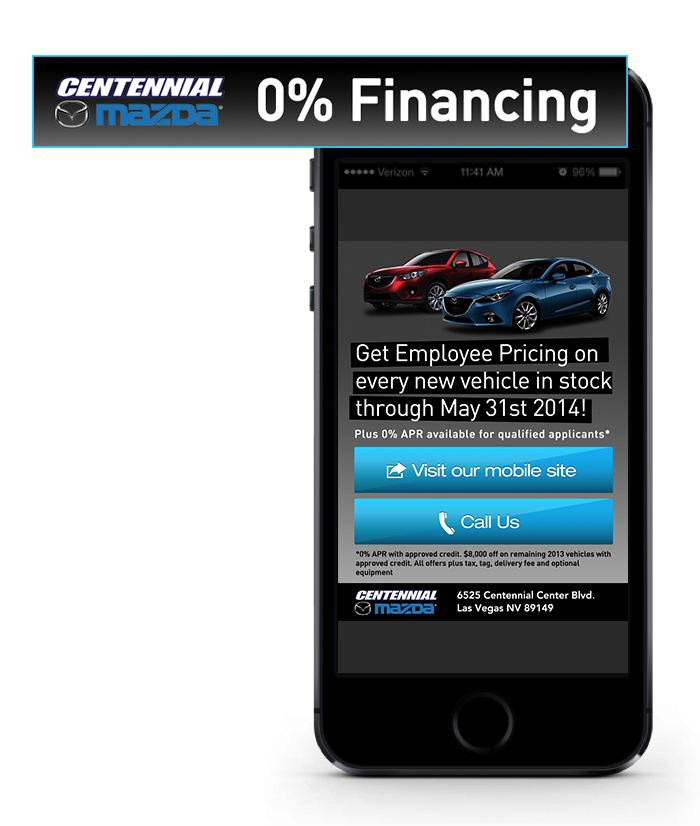 CENTENNIAL
mazda
0% Financing
Verizon
11:41 AM
96%
Get Employee Pricing on
every new vehicle in stock
through May 31st 2014!
Plus 0% APR available for qualified applicants*
Visit our mobile site
Call Us
*0% APR with approved credit. $8,000 off on remaining 2013 vehicles with
approved credit. All offers plus tax, tag, delivery fee and optional
equipment
CENTENNIAL
mazda
6525 Centennial Center Blvd.
Las Vegas NV 89149